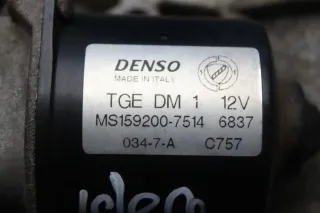 DENSO
MADE IN ITALY
TGE DM 1 12V
MS159200-7514 6837
034-7-A C757